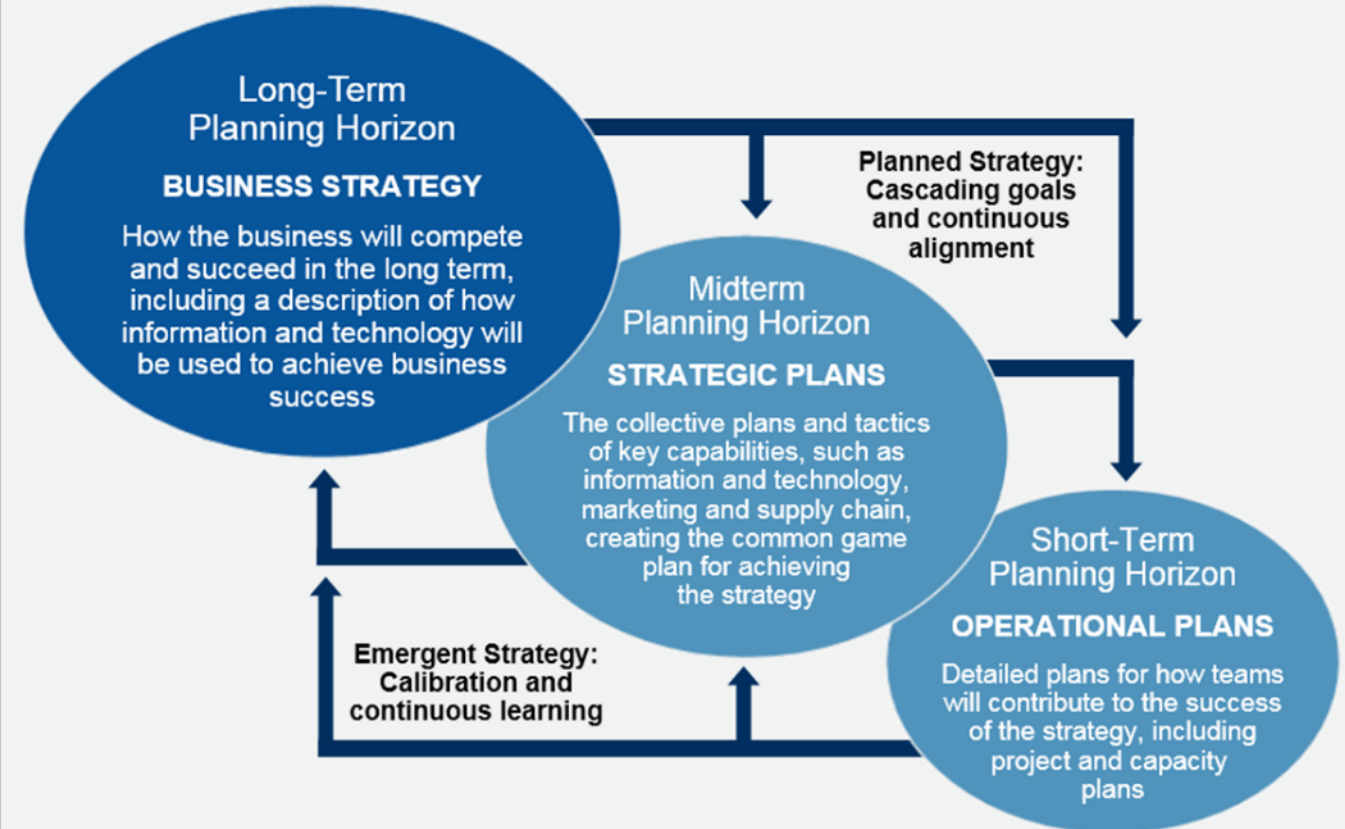 Long-Term
Planning Horizon
BUSINESS STRATEGY
How the business will compete
and succeed in the long term,
including a description of how
information and technology will
be used to achieve business
success
Planned Strategy:
Cascading goals
and continuous
alignment
Midterm
Planning Horizon
STRATEGIC PLANS
The collective plans and tactics
of key capabilities, such as
information and technology,
marketing and supply chain,
creating the common game
plan for achieving
the strategy
Emergent Strategy:
Calibration and
continuous learning
Short-Term
Planning Horizon
OPERATIONAL PLANS
Detailed plans for how teams
will contribute to the success
of the strategy, including
project and capacity
plans